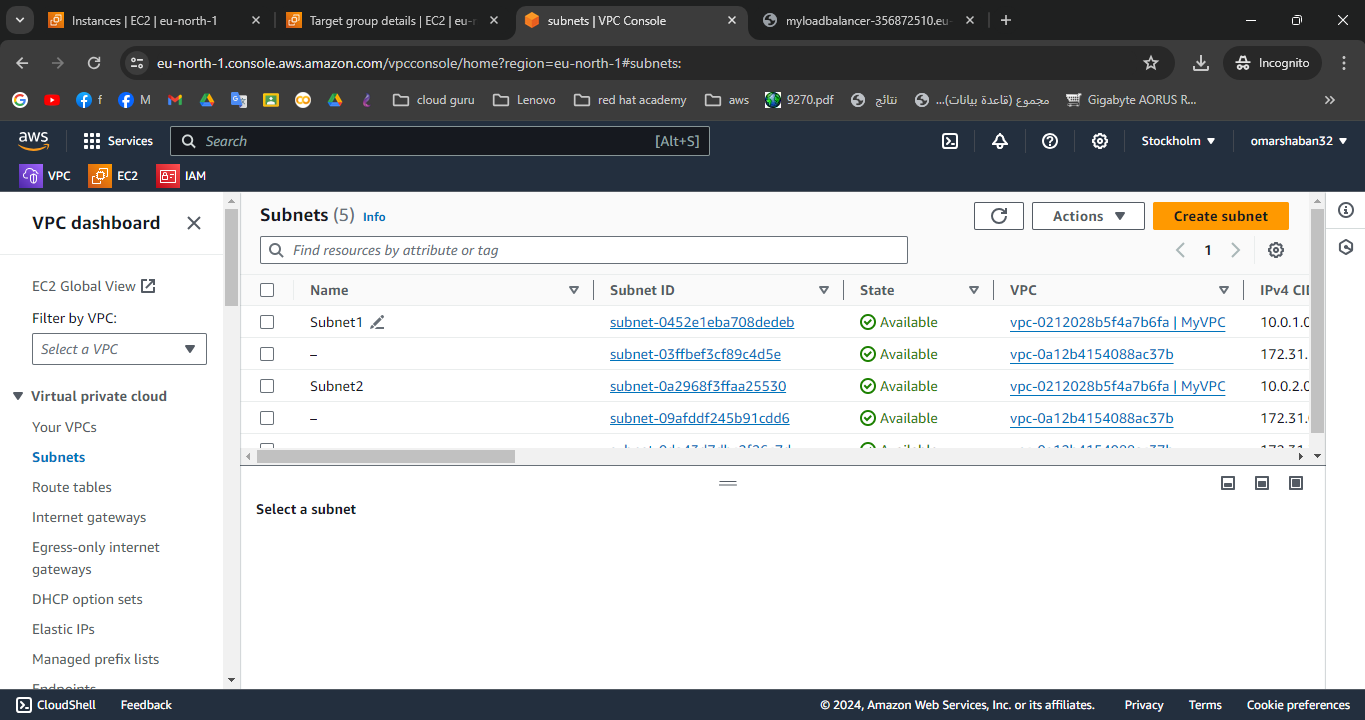 Instances | EC2 | eu-north-1
Target group details | EC2 | eu-n
subnets | VPC Console
myloadbalancer-356872510.eu-
eu-north-1.console.aws.amazon.com/vpcconsole/home?region=eu-north-1#subnets:
Incognito
f
M
cloud guru
Lenovo
red hat academy
aws
9270.pdf
نتائج
مجموع (قاعدة بيانات)...
Gigabyte AORUS R...
aws
Services
Search
[Alt+S]
Stockholm
omarshaban32
VPC
EC2
IAM
VPC dashboard
EC2 Global View
Filter by VPC:
Select a VPC
Virtual private cloud
Your VPCs
Subnets
Route tables
Internet gateways
Egress-only internet
gateways
DHCP option sets
Elastic IPs
Managed prefix lists
Endpoints
Subnets (5) Info
Actions
Create subnet
Find resources by attribute or tag
1
Name Subnet ID State VPC IPv4 CII
Subnet1 subnet-0452e1eba708dedeb Available vpc-0212028b5f4a7b6fa | MyVPC 10.0.1.0
– subnet-03ffbef3cf89c4d5e Available vpc-0a12b4154088ac37b 172.31.
Subnet2 subnet-0a2968f3ffaa25530 Available vpc-0212028b5f4a7b6fa | MyVPC 10.0.2.0
– subnet-09afddf245b91cdd6 Available vpc-0a12b4154088ac37b 172.31.
Select a subnet
CloudShell
Feedback
© 2024, Amazon Web Services, Inc. or its affiliates.
Privacy
Terms
Cookie preferences